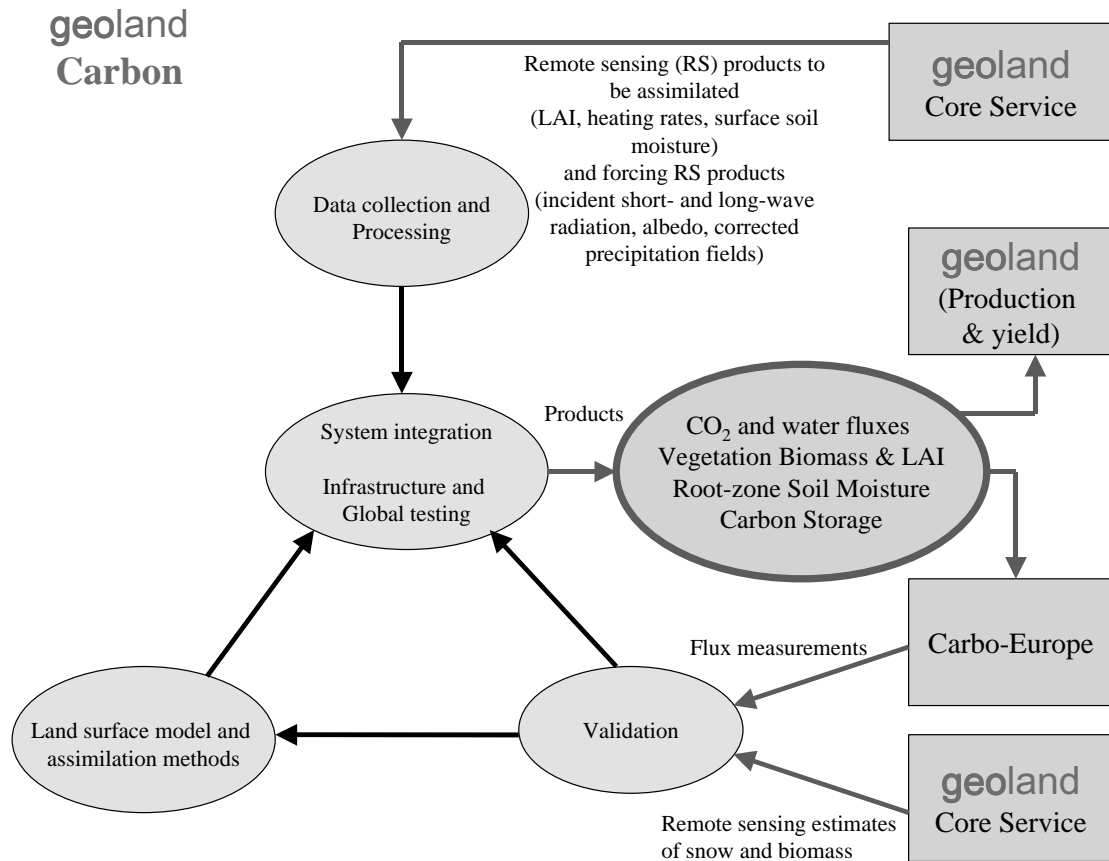 geoland
Carbon
Remote sensing (RS) products to
be assimilated
(LAI, heating rates, surface soil
moisture)
and forcing RS products
(incident short- and long-wave
radiation, albedo, corrected
precipitation fields)
geoland
Core Service
Data collection and
Processing
geoland
(Production
& yield)
System integration
Infrastructure and
Global testing
Products
CO₂ and water fluxes
Vegetation Biomass & LAI
Root-zone Soil Moisture
Carbon Storage
Carbo-Europe
Flux measurements
Land surface model and
assimilation methods
Validation
geoland
Core Service
Remote sensing estimates
of snow and biomass